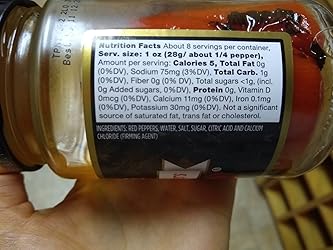 Nutrition Facts About 8 servings per container,
Serv. size: 1 oz (28g/ about 1/4 pepper),
Amount per serving: Calories 5, Total Fat 0g
(0%DV), Sodium 75mg (3%DV), Total Carb. 1g
(0%DV), Fiber 0g (0% DV), Total sugars <1g, (incl.
0g Added sugars, 0%DV), Protein 0g, Vitamin D
0mcg (0%DV), Calcium 11mg (0%DV), Iron 0.1mg
(0%DV), Potassium 30mg (0%DV). Not a significant
source of saturated fat, trans fat or cholesterol.
INGREDIENTS: RED PEPPERS, WATER, SALT, SUGAR, CITRIC ACID AND CALCIUM
CHLORIDE (FIRMING AGENT)